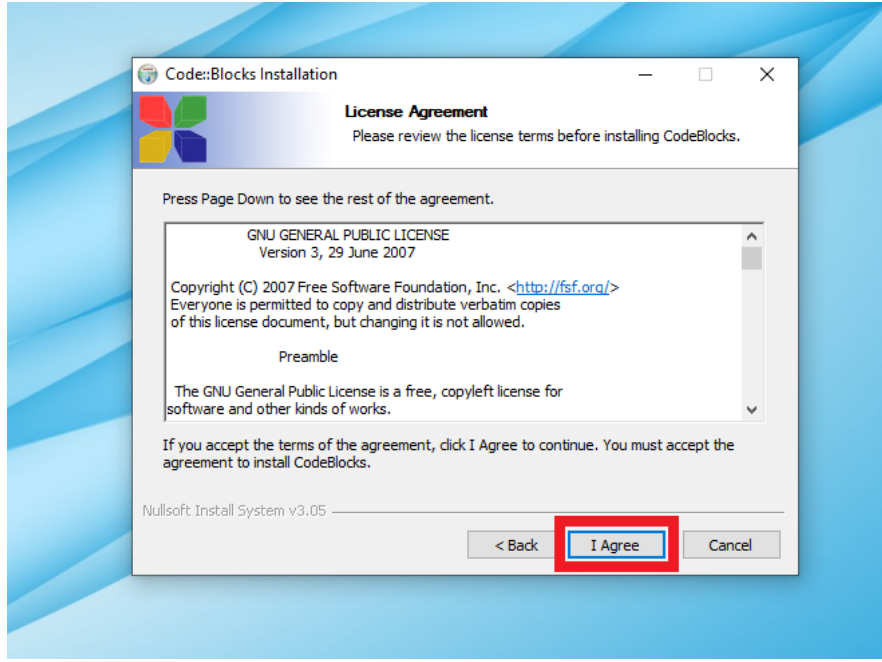 Code::Blocks Installation
License Agreement
Please review the license terms before installing CodeBlocks.
Press Page Down to see the rest of the agreement.
GNU GENERAL PUBLIC LICENSE
Version 3, 29 June 2007
Copyright (C) 2007 Free Software Foundation, Inc. <http://fsf.org/>
Everyone is permitted to copy and distribute verbatim copies
of this license document, but changing it is not allowed.
Preamble
The GNU General Public License is a free, copyleft license for
software and other kinds of works.
If you accept the terms of the agreement, click I Agree to continue. You must accept the
agreement to install CodeBlocks.
Nullsoft Install System v3.05
< Back I Agree Cancel